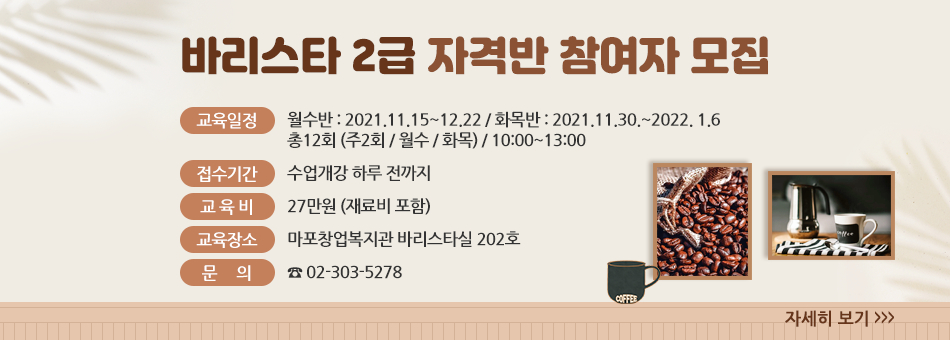 바리스타 2급 자격반 참여자 모집
교육일정 월수반 : 2021.11.15~12.22 / 화목반 : 2021.11.30.~2022. 1.6
총12회 (주2회 / 월수 / 화목) / 10:00~13:00
접수기간 수업개강 하루 전까지
교 육 비 27만원 (재료비 포함)
교육장소 마포창업복지관 바리스타실 202호
문 의 ☎ 02-303-5278
coffee
COFFEE
자세히 보기 >>>